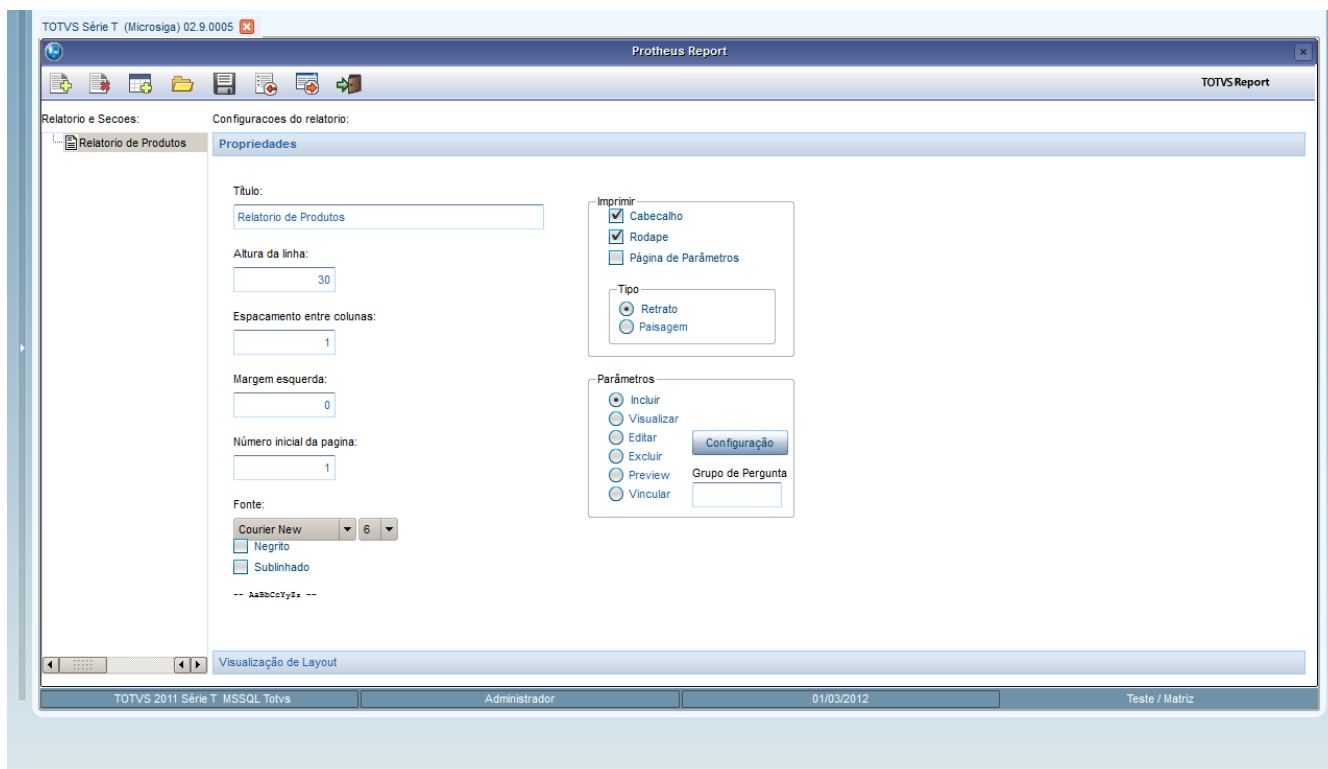 TOTVS Série T (Microsiga) 02.9.0005
Protheus Report
TOTVS Report
Relatorio e Secoes:
Configuracoes do relatorio:
Relatorio de Produtos
Propriedades
Título:
Relatorio de Produtos
Altura da linha:
30
Espacamento entre colunas:
1
Margem esquerda:
0
Número inicial da pagina:
1
Fonte:
Courier New 6
Negrito
Sublinhado
-- AaBbCcYyZz --
Imprimir
Cabecalho
Rodape
Página de Parâmetros
Tipo
Retrato
Paisagem
Parâmetros
Incluir
Visualizar
Editar
Excluir
Preview
Vincular
Configuração
Grupo de Pergunta
Visualização de Layout
TOTVS 2011 Série T MSSQL Totvs
Administrador
01/03/2012
Teste / Matriz